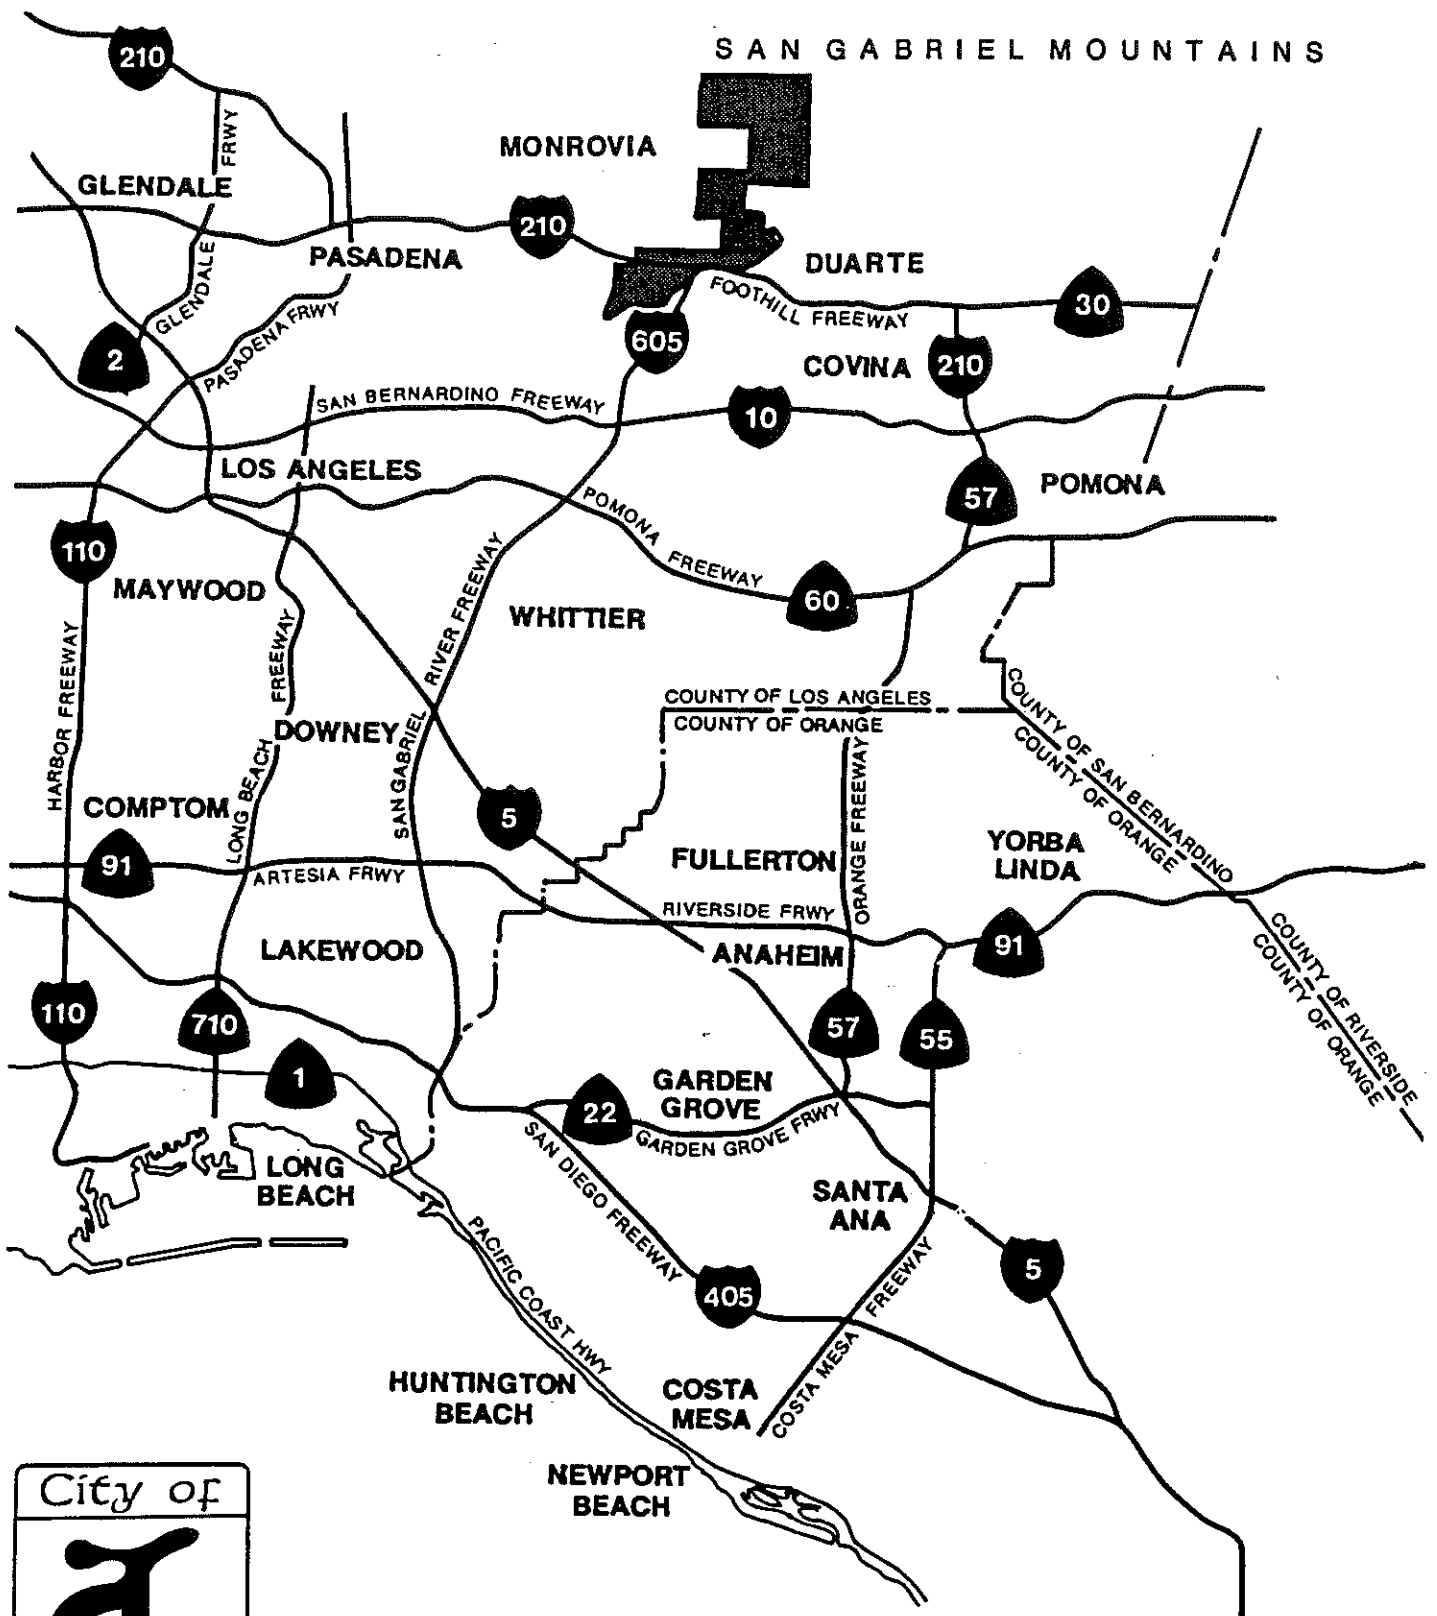 SAN GABRIEL MOUNTAINS
210
FRWY
MONROVIA
GLENDALE
210
PASADENA
DUARTE
GLENDALE
FOOTHILL FREEWAY
30
PASADENA FRWY
605
2
COVINA
210
SAN BERNARDINO FREEWAY
10
LOS ANGELES
POMONA
57
POMONA FREEWAY
110
MAYWOOD
60
WHITTIER
RIVER FREEWAY
FREEWAY
HARBOR FREEWAY
COUNTY OF LOS ANGELES
COUNTY OF ORANGE
COUNTY OF SAN BERNARDINO
COUNTY OF ORANGE
DOWNEY
SAN GABRIEL
LONG BEACH
ORANGE FREEWAY
COMPTOM
5
91
ARTESIA FRWY
FULLERTON
YORBA
LINDA
RIVERSIDE FRWY
LAKEWOOD
ANAHEIM
91
COUNTY OF RIVERSIDE
COUNTY OF ORANGE
110
710
57
55
1
22
GARDEN
GROVE
GARDEN GROVE FRWY
SAN DIEGO FREEWAY
LONG
BEACH
SANTA
ANA
PACIFIC COAST HWY
405
FREEWAY
5
COSTA MESA
HUNTINGTON
BEACH
COSTA
MESA
NEWPORT
BEACH
City of